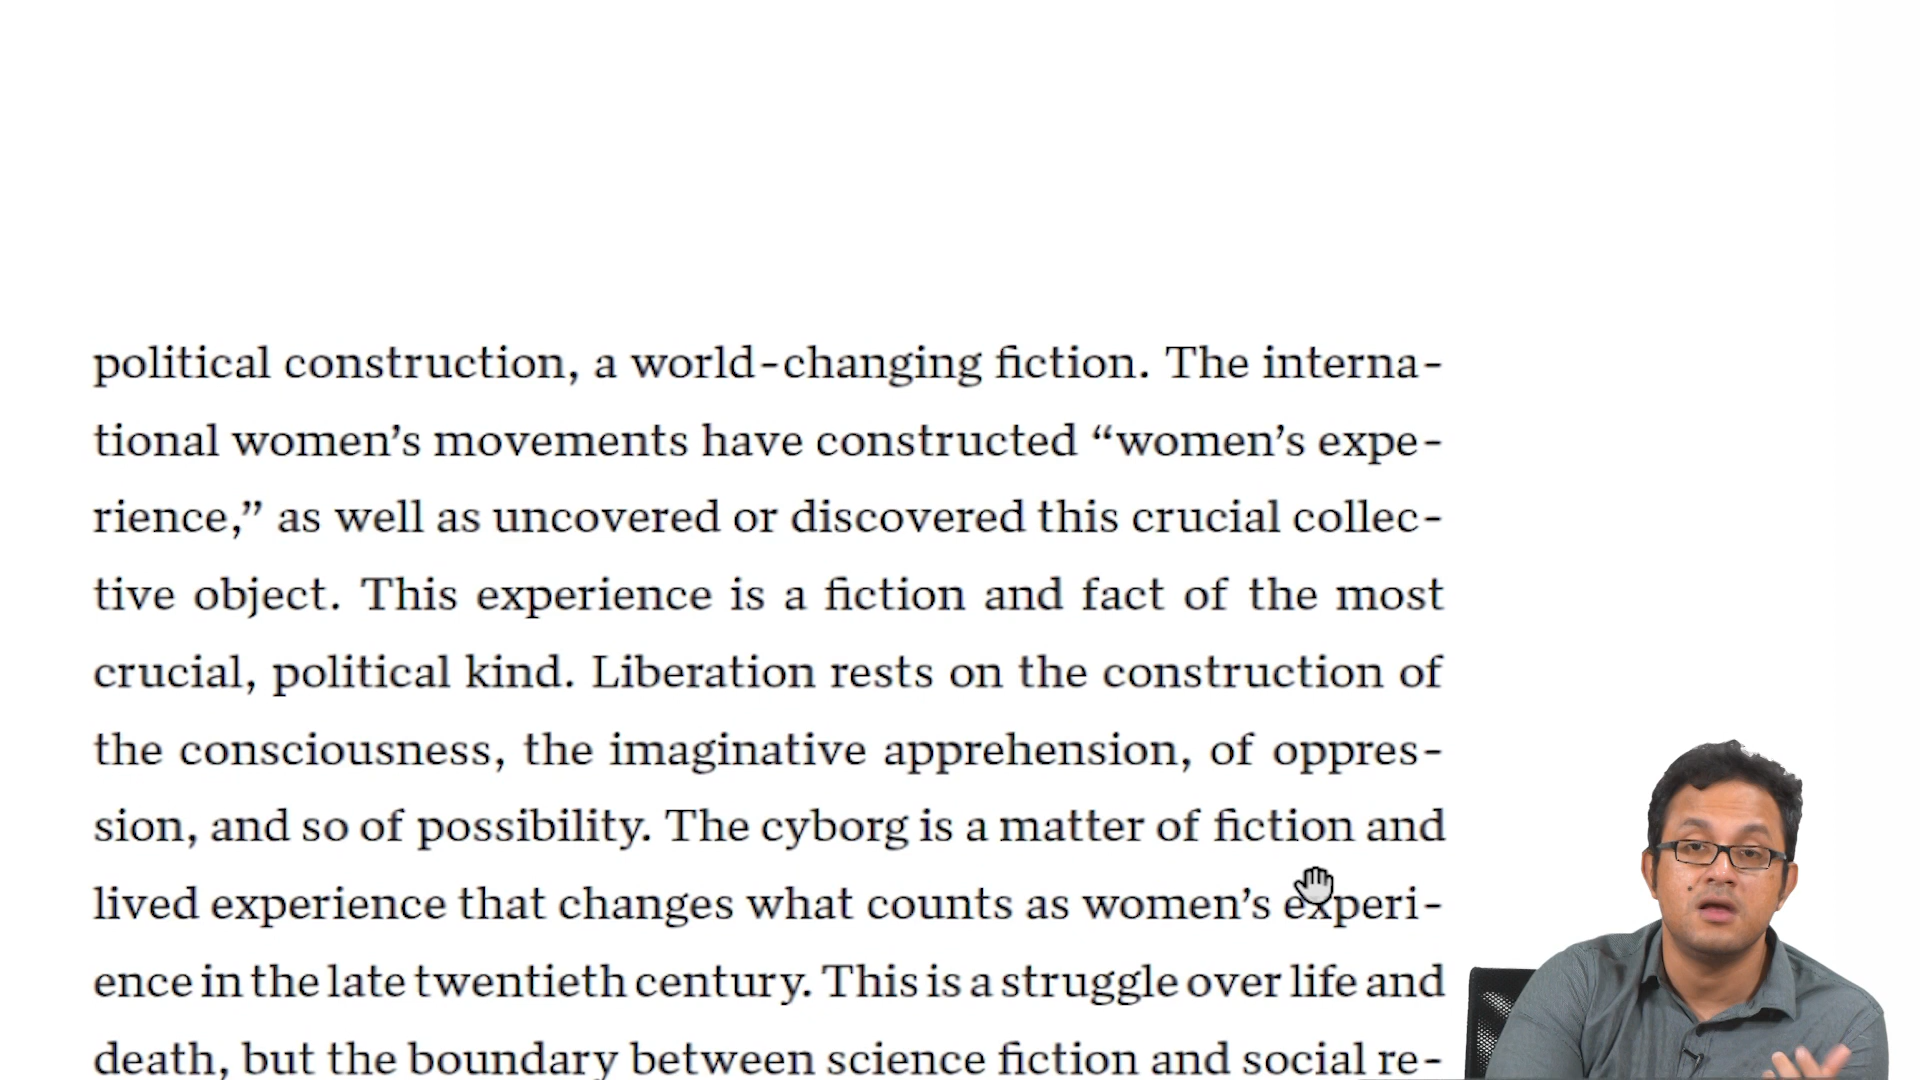 political construction, a world-changing fiction. The interna-
tional women’s movements have constructed “women’s expe-
rience,” as well as uncovered or discovered this crucial collec-
tive object. This experience is a fiction and fact of the most
crucial, political kind. Liberation rests on the construction of
the consciousness, the imaginative apprehension, of oppres-
sion, and so of possibility. The cyborg is a matter of fiction and
lived experience that changes what counts as women’s experi-
ence in the late twentieth century. This is a struggle over life and
death, but the boundary between science fiction and social re-